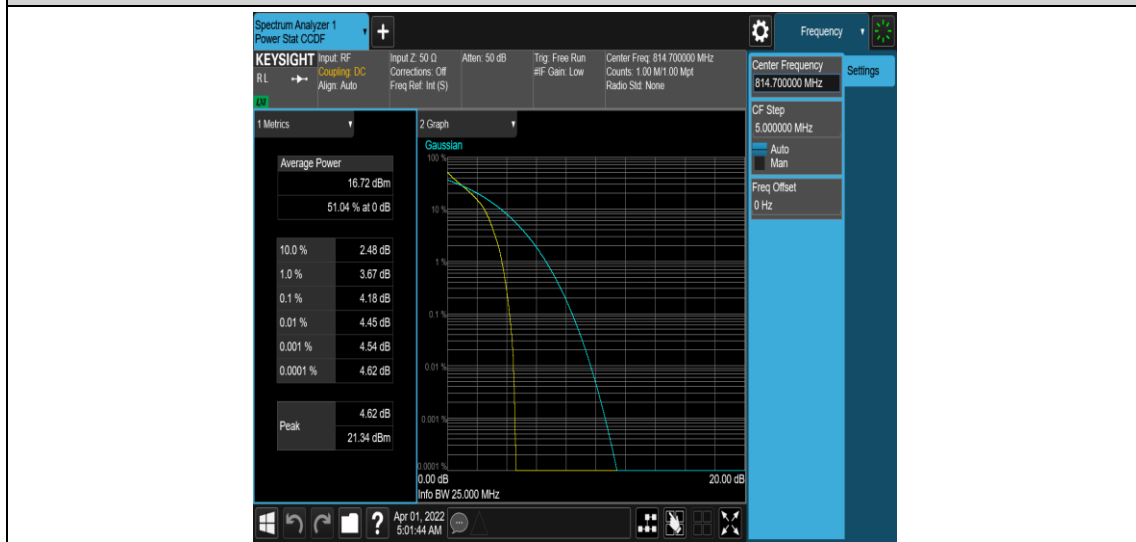 Spectrum Analyzer 1
Power Stat CCDF
+
Frequency
KEYSIGHT
RL
LXI
Input: RF
Coupling: DC
Align: Auto
Input Z: 50 Ω
Corrections: Off
Freq Ref: Int (S)
Atten: 50 dB
Trig: Free Run
#IF Gain: Low
Center Freq: 814.700000 MHz
Counts: 1.00 M/1.00 Mpt
Radio Std: None
Center Frequency
814.700000 MHz
Settings
CF Step
5.000000 MHz
Auto
Man
Freq Offset
0 Hz
1 Metrics
Average Power
16.72 dBm
51.04 % at 0 dB
10.0 % 2.48 dB
1.0 % 3.67 dB
0.1 % 4.18 dB
0.01 % 4.45 dB
0.001 % 4.54 dB
0.0001 % 4.62 dB
Peak
4.62 dB
21.34 dBm
2 Graph
Gaussian
100 %
10 %
1 %
0.1 %
0.01 %
0.001 %
0.0001 %
0.00 dB
20.00 dB
Info BW 25.000 MHz
?
Apr 01, 2022
5:01:44 AM